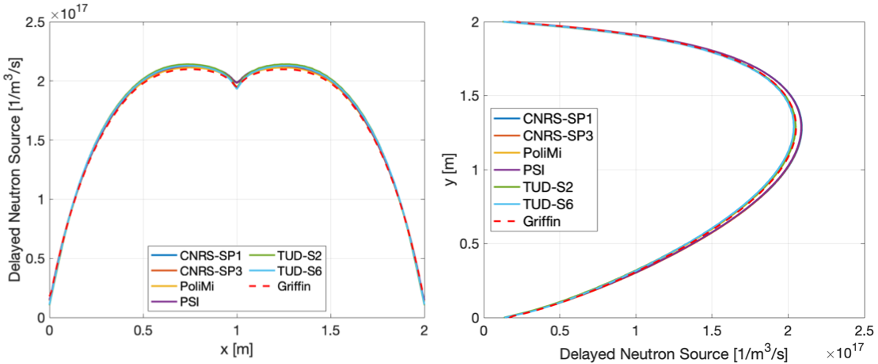 ×10^17
2.5
2
1.5
1
0.5
0
Delayed Neutron Source [1/m^3/s]
CNRS-SP1
CNRS-SP3
PoliMi
PSI
TUD-S2
TUD-S6
Griffin
0
0.5
1
1.5
2
x [m]
2
1.5
1
0.5
0
y [m]
CNRS-SP1
CNRS-SP3
PoliMi
PSI
TUD-S2
TUD-S6
Griffin
0
0.5
1
1.5
2
2.5
Delayed Neutron Source [1/m^3/s]
×10^17